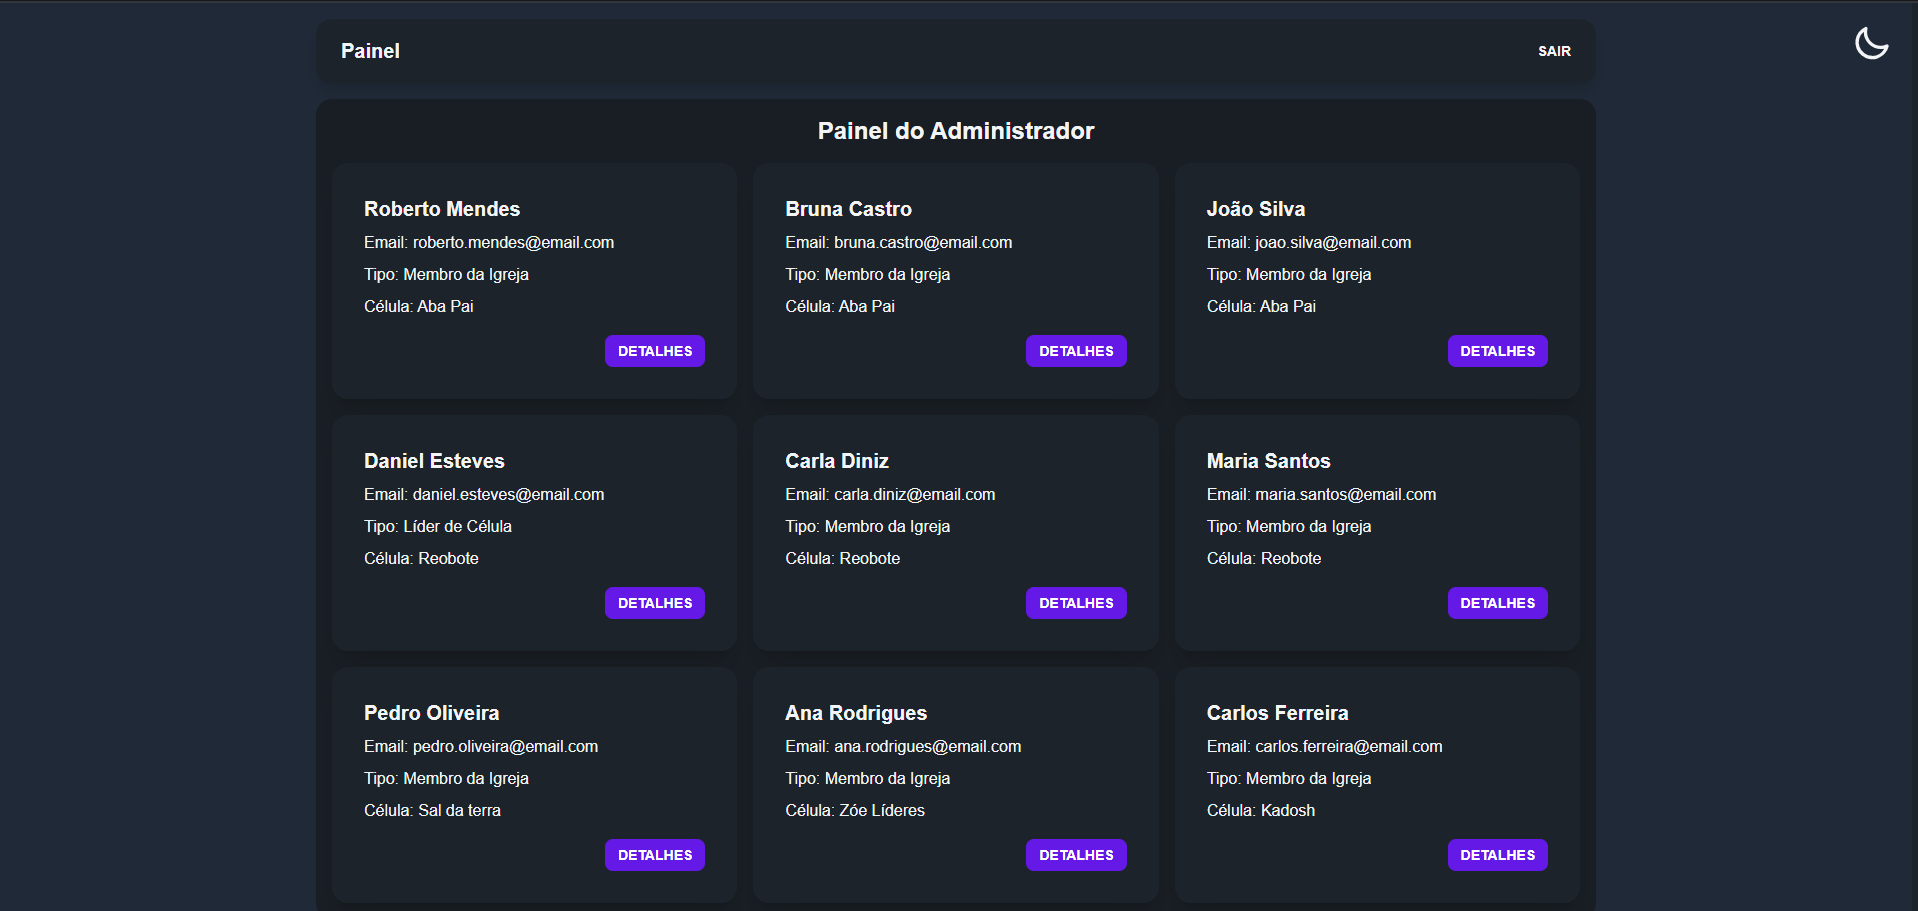 Painel
SAIR
Painel do Administrador
Roberto Mendes
Email: roberto.mendes@email.com
Tipo: Membro da Igreja
Célula: Aba Pai
DETALHES
Bruna Castro
Email: bruna.castro@email.com
Tipo: Membro da Igreja
Célula: Aba Pai
DETALHES
João Silva
Email: joao.silva@email.com
Tipo: Membro da Igreja
Célula: Aba Pai
DETALHES
Daniel Esteves
Email: daniel.esteves@email.com
Tipo: Líder de Célula
Célula: Reobote
DETALHES
Carla Diniz
Email: carla.diniz@email.com
Tipo: Membro da Igreja
Célula: Reobote
DETALHES
Maria Santos
Email: maria.santos@email.com
Tipo: Membro da Igreja
Célula: Reobote
DETALHES
Pedro Oliveira
Email: pedro.oliveira@email.com
Tipo: Membro da Igreja
Célula: Sal da terra
DETALHES
Ana Rodrigues
Email: ana.rodrigues@email.com
Tipo: Membro da Igreja
Célula: Zóe Líderes
DETALHES
Carlos Ferreira
Email: carlos.ferreira@email.com
Tipo: Membro da Igreja
Célula: Kadosh
DETALHES